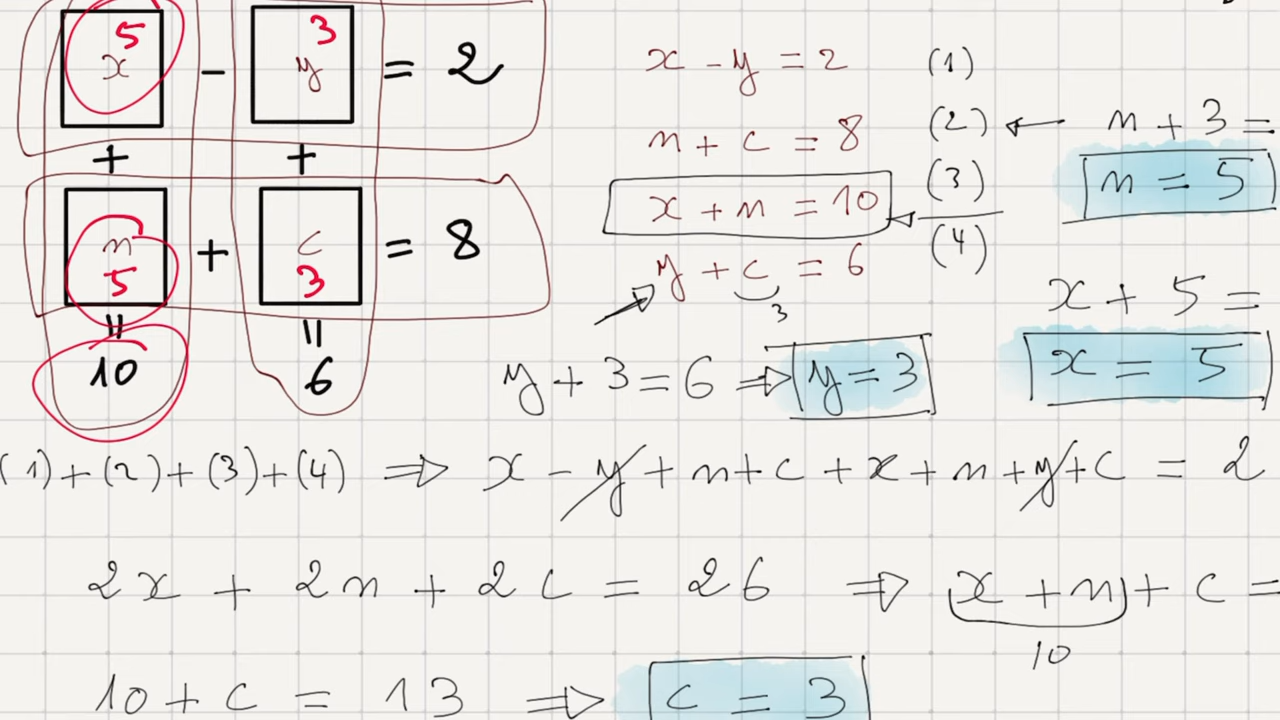 5 3
x - y = 2
+ +
n + c = 8
5 3
= =
10 6
x - y = 2 (1)
n + c = 8 (2) ← n + 3 =
x + n = 10 (3) n = 5
y + c = 6 (4)
3
x + 5 =
y + 3 = 6 ⇒ y = 3 x = 5
(1) + (2) + (3) + (4) ⇒ x - y + n + c + x + n + y + c = 2
2x + 2n + 2c = 26 ⇒ x + n + c =
10
10 + c = 13 ⇒ c = 3